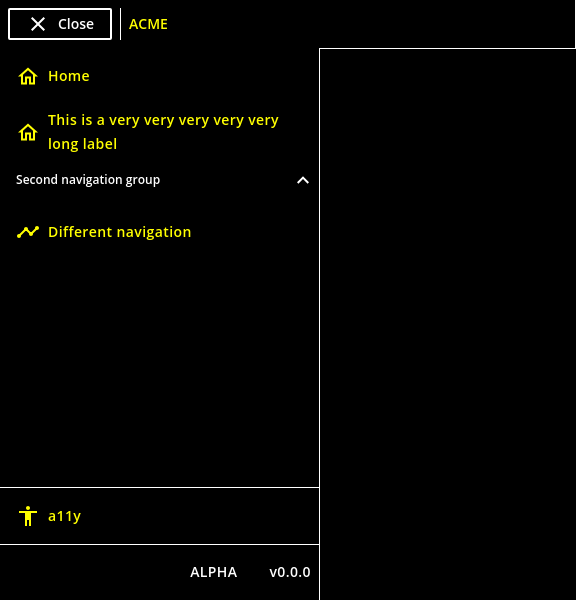 Close
ACME
Home
This is a very very very very very
long label
Second navigation group
Different navigation
a11y
ALPHA
v0.0.0